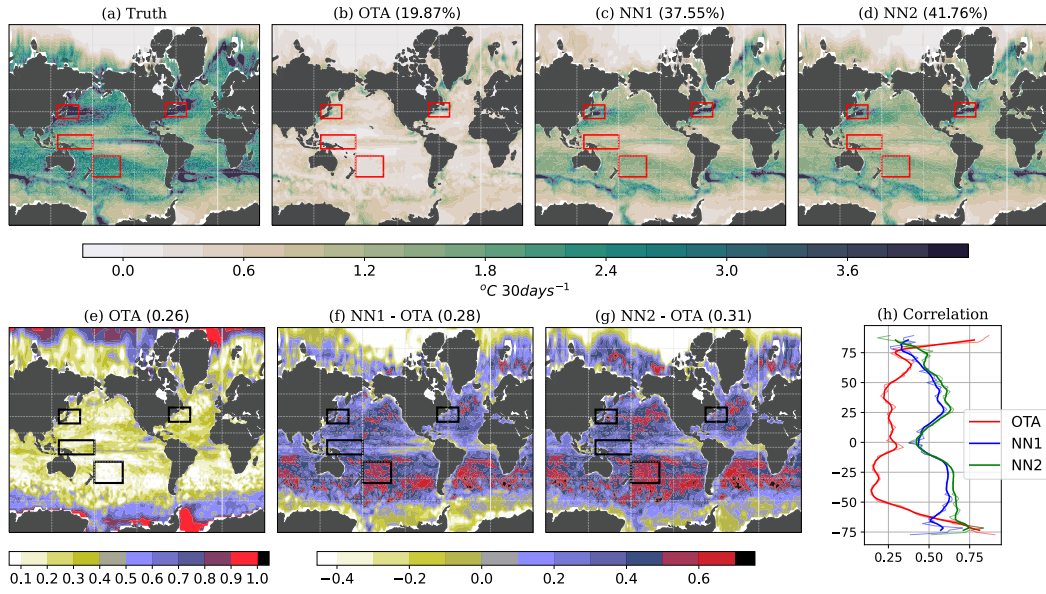 (a) Truth
(b) OTA (19.87%)
(c) NN1 (37.55%)
(d) NN2 (41.76%)
0.0 0.6 1.2 1.8 2.4 3.0 3.6
°C 30days⁻¹
(e) OTA (0.26)
(f) NN1 - OTA (0.28)
(g) NN2 - OTA (0.31)
(h) Correlation
75
50
25
0
−25
−50
−75
OTA
NN1
NN2
0.25 0.50 0.75
0.1 0.2 0.3 0.4 0.5 0.6 0.7 0.8 0.9 1.0
−0.4 −0.2 0.0 0.2 0.4 0.6